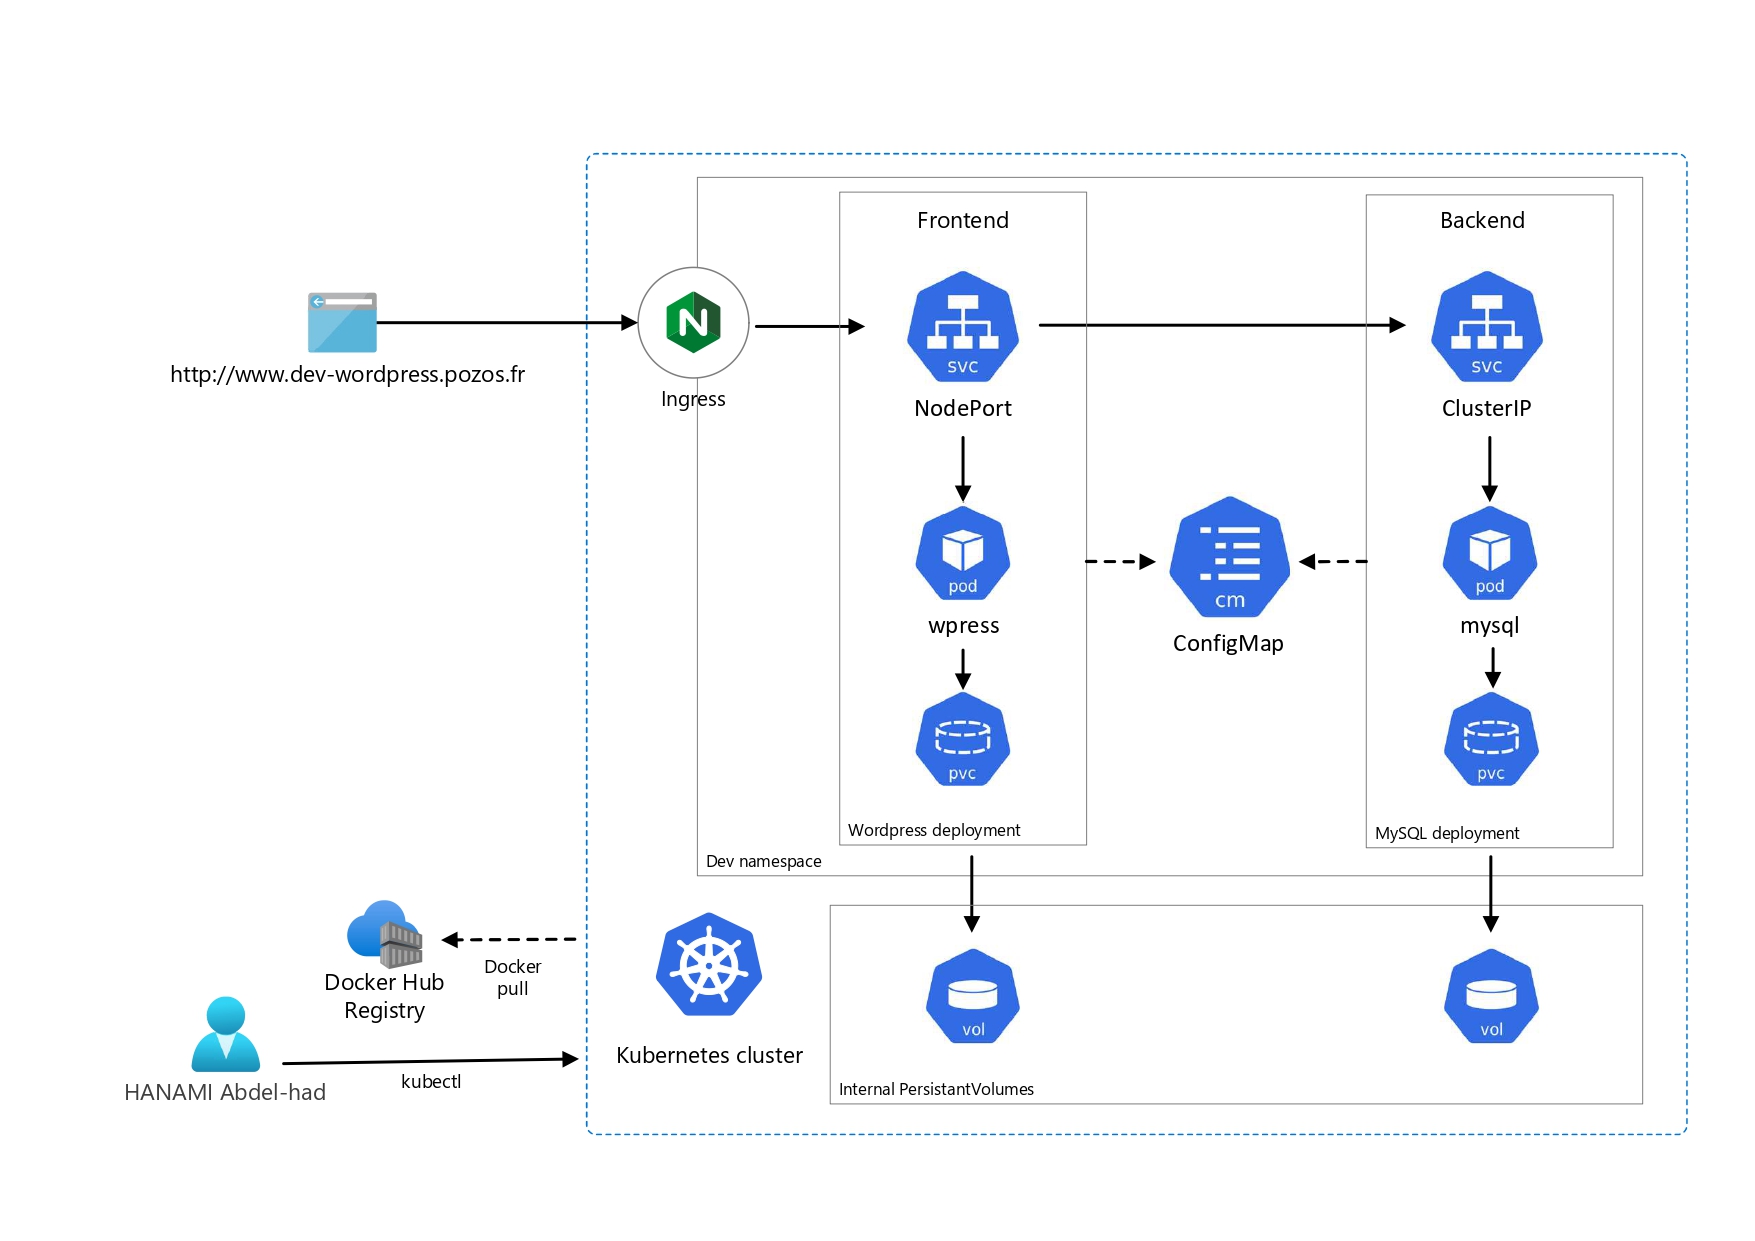 Frontend
Backend
http://www.dev-wordpress.pozos.fr
N
Ingress
svc
NodePort
svc
ClusterIP
pod
wpress
cm
ConfigMap
pod
mysql
pvc
pvc
Wordpress deployment
MySQL deployment
Dev namespace
Docker Hub
Registry
Docker
pull
Kubernetes cluster
vol
vol
Internal PersistantVolumes
HANAMI Abdel-had
kubectl